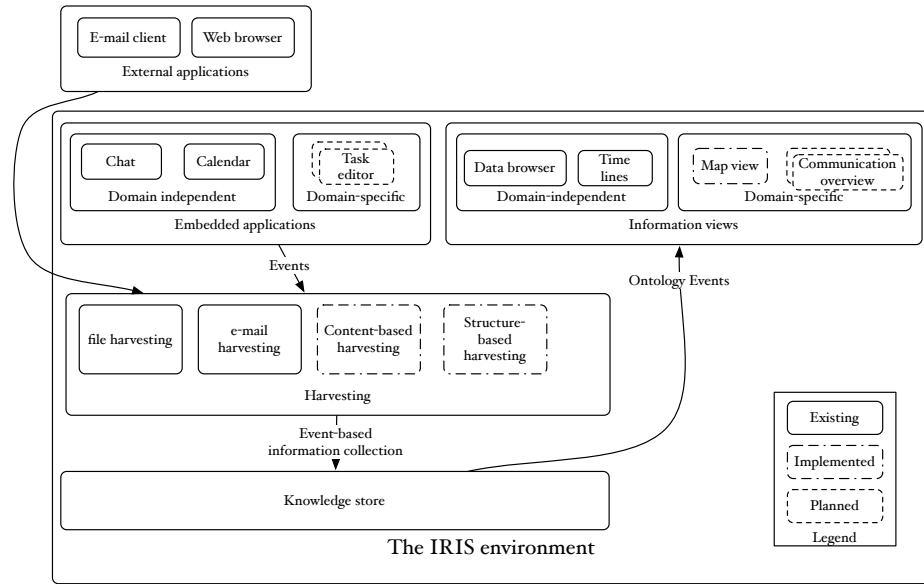 E-mail client
Web browser
External applications
Chat
Calendar
Domain independent
Task
editor
Domain-specific
Embedded applications
Data browser
Time
lines
Domain-independent
Map view
Communication
overview
Domain-specific
Information views
Events
Ontology Events
file harvesting
e-mail
harvesting
Content-based
harvesting
Structure-
based
harvesting
Harvesting
Event-based
information collection
Knowledge store
The IRIS environment
Existing
Implemented
Planned
Legend